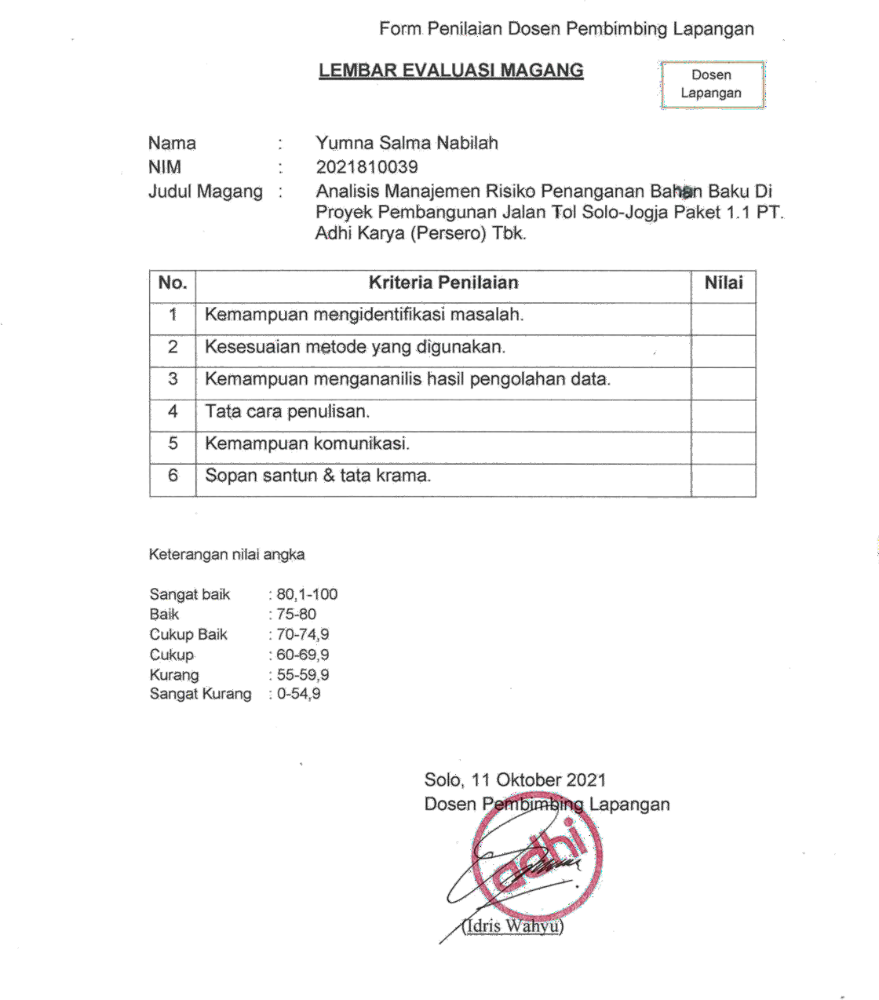 Form Penilaian Dosen Pembimbing Lapangan
LEMBAR EVALUASI MAGANG
Dosen
Lapangan
Nama : Yumna Salma Nabilah
NIM : 2021810039
Judul Magang : Analisis Manajemen Risiko Penanganan Bahan Baku Di
Proyek Pembangunan Jalan Tol Solo-Jogja Paket 1.1 PT.
Adhi Karya (Persero) Tbk.
No. Kriteria Penilaian Nilai
1 Kemampuan mengidentifikasi masalah.
2 Kesesuaian metode yang digunakan.
3 Kemampuan mengananilis hasil pengolahan data.
4 Tata cara penulisan.
5 Kemampuan komunikasi.
6 Sopan santun & tata krama.
Keterangan nilai angka
Sangat baik : 80,1-100
Baik : 75-80
Cukup Baik : 70-74,9
Cukup : 60-69,9
Kurang : 55-59,9
Sangat Kurang : 0-54,9
Solo, 11 Oktober 2021
Dosen Pembimbing Lapangan
adhi
(Idris Wahyu)